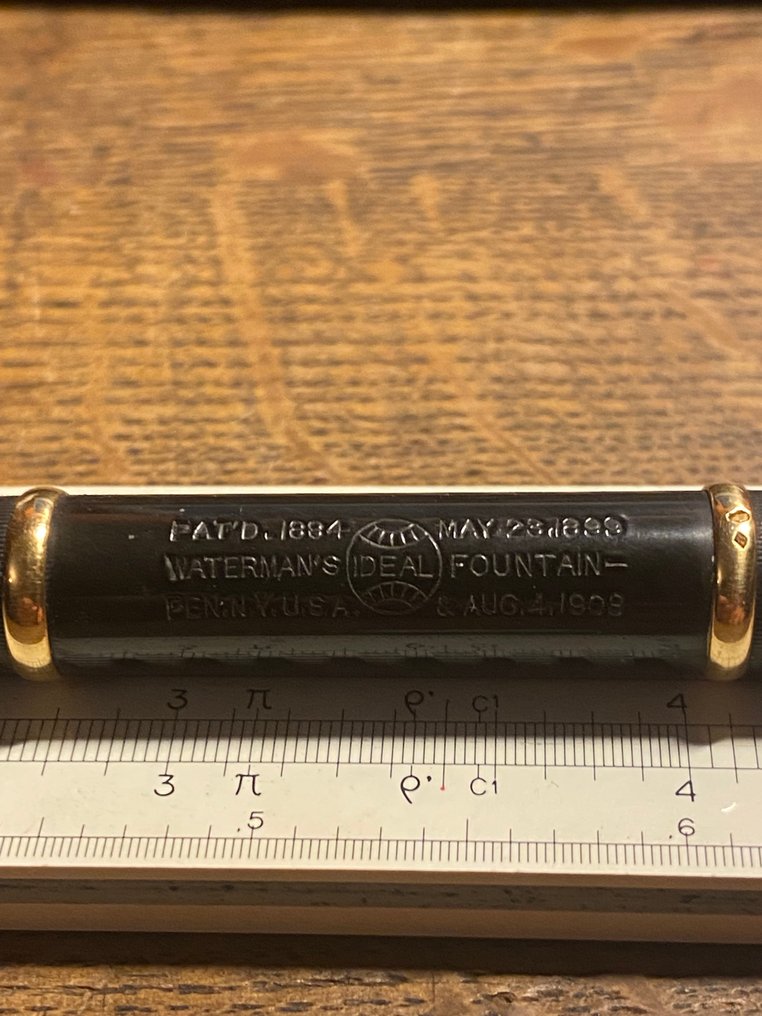 PAT'D. 1884 MAY 23, 1899
WATERMAN'S IDEAL FOUNTAIN—
PEN, N.Y. U.S.A. & AUG. 4, 1903
3 π ρ' C1 4
3 π ρ' C1 4
.5 .6